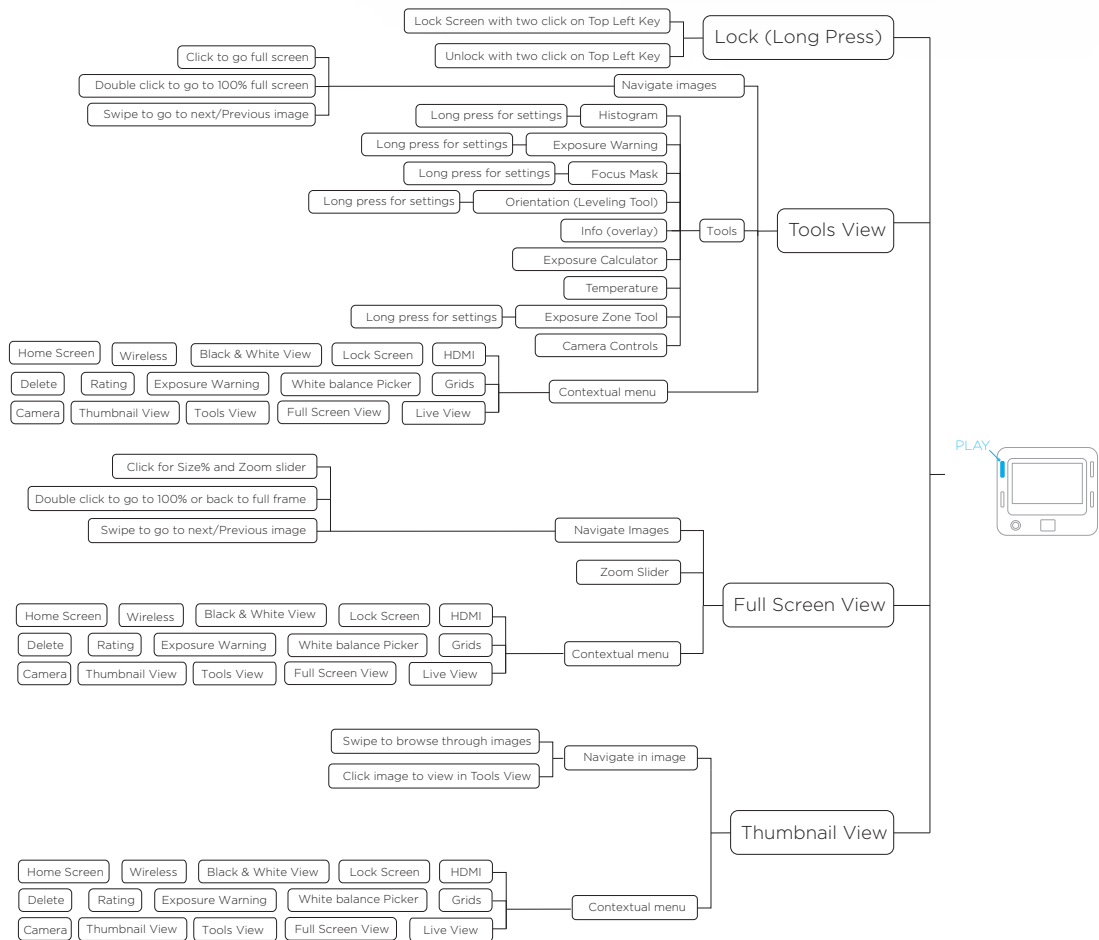 Lock Screen with two click on Top Left Key
Unlock with two click on Top Left Key
Lock (Long Press)
Click to go full screen
Double click to go to 100% full screen
Swipe to go to next/Previous image
Navigate images
Long press for settings
Histogram
Long press for settings
Exposure Warning
Long press for settings
Focus Mask
Long press for settings
Orientation (Leveling Tool)
Info (overlay)
Exposure Calculator
Temperature
Long press for settings
Exposure Zone Tool
Camera Controls
Tools
Tools View
Home Screen
Wireless
Black & White View
Lock Screen
HDMI
Delete
Rating
Exposure Warning
White balance Picker
Grids
Camera
Thumbnail View
Tools View
Full Screen View
Live View
Contextual menu
PLAY
Click for Size% and Zoom slider
Double click to go to 100% or back to full frame
Swipe to go to next/Previous image
Navigate Images
Zoom Slider
Full Screen View
Home Screen
Wireless
Black & White View
Lock Screen
HDMI
Delete
Rating
Exposure Warning
White balance Picker
Grids
Camera
Thumbnail View
Tools View
Full Screen View
Live View
Contextual menu
Swipe to browse through images
Click image to view in Tools View
Navigate in image
Thumbnail View
Home Screen
Wireless
Black & White View
Lock Screen
HDMI
Delete
Rating
Exposure Warning
White balance Picker
Grids
Camera
Thumbnail View
Tools View
Full Screen View
Live View
Contextual menu